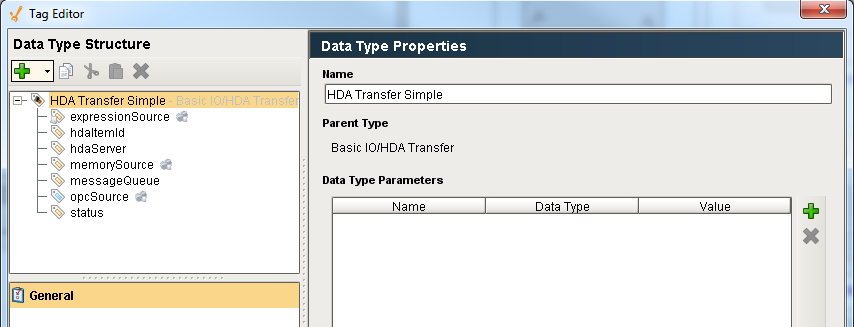 Tag Editor
Data Type Structure
HDA Transfer Simple - Basic IO/HDA Transfer
expressionSource
hdaItemId
hdaServer
memorySource
messageQueue
opcSource
status
General
Data Type Properties
Name
HDA Transfer Simple
Parent Type
Basic IO/HDA Transfer
Data Type Parameters
Name Data Type Value